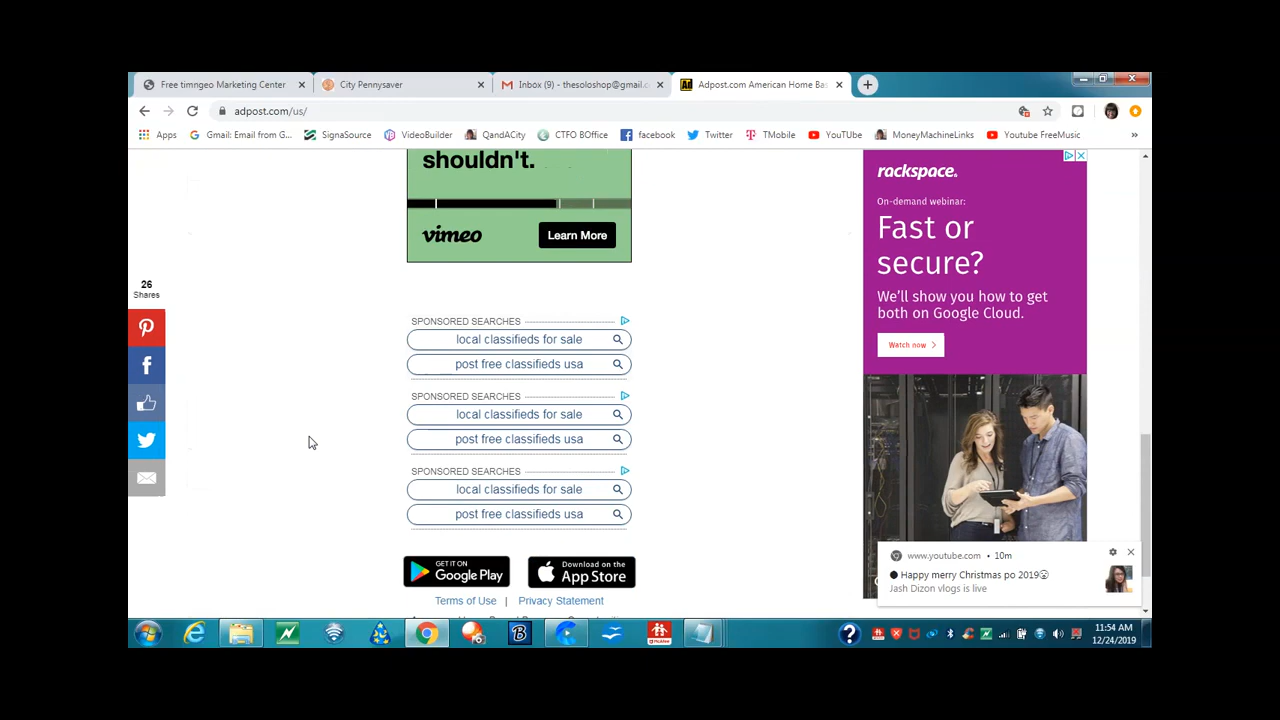 Free timngeo Marketing Center
City Pennysaver
Inbox (9) - thesoloshop@gmail.c
Adpost.com American Home Bas
adpost.com/us/
Apps
Gmail: Email from G...
SignaSource
VideoBuilder
QandACity
CTFO BOffice
facebook
Twitter
TMobile
YouTUbe
MoneyMachineLinks
Youtube FreeMusic
»
shouldn't.
vimeo
Learn More
26
Shares
SPONSORED SEARCHES
local classifieds for sale
post free classifieds usa
SPONSORED SEARCHES
local classifieds for sale
post free classifieds usa
SPONSORED SEARCHES
local classifieds for sale
post free classifieds usa
GET IT ON
Google Play
Download on the
App Store
Terms of Use | Privacy Statement
rackspace.
On-demand webinar:
Fast or
secure?
We'll show you how to get
both on Google Cloud.
Watch now >
www.youtube.com • 10m
Happy merry Christmas po 2019
Jash Dizon vlogs is live
11:54 AM
12/24/2019